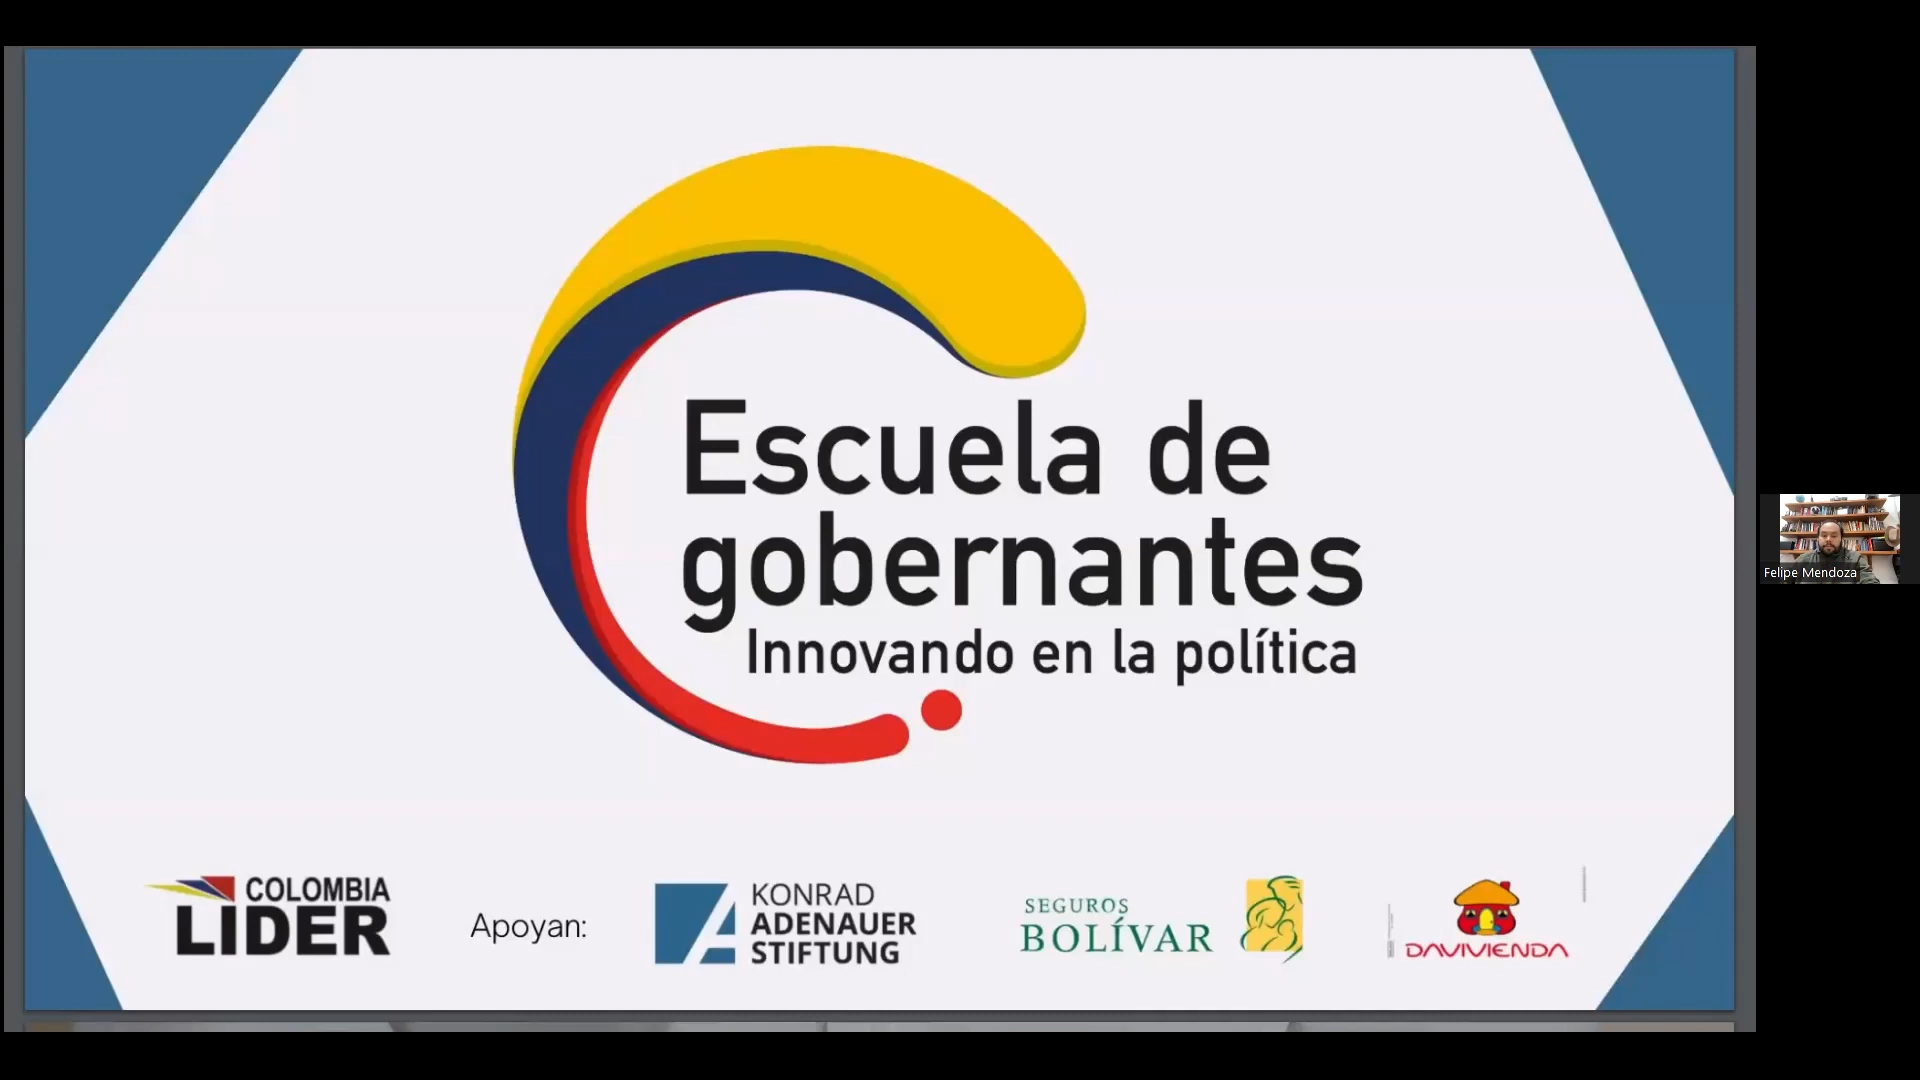 Escuela de
gobernantes
Innovando en la política
COLOMBIA
LIDER
Apoyan:
KONRAD
ADENAUER
STIFTUNG
SEGUROS
BOLÍVAR
DAVIVIENDA
Felipe Mendoza